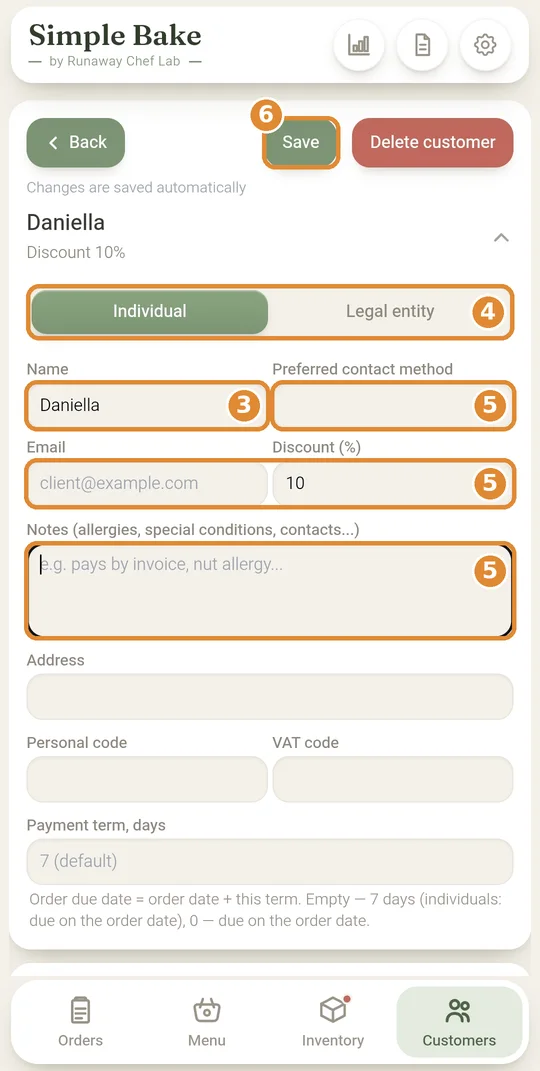 Simple Bake
— by Runaway Chef Lab —
6
Back
Save
Delete customer
Changes are saved automatically
Daniella
Discount 10%
Individual
Legal entity
4
Name
Preferred contact method
Daniella
3
5
Email
Discount (%)
client@example.com
10
5
Notes (allergies, special conditions, contacts...)
e.g. pays by invoice, nut allergy...
5
Address
Personal code
VAT code
Payment term, days
7 (default)
Order due date = order date + this term. Empty — 7 days (individuals:
due on the order date), 0 — due on the order date.
Orders
Menu
Inventory
Customers